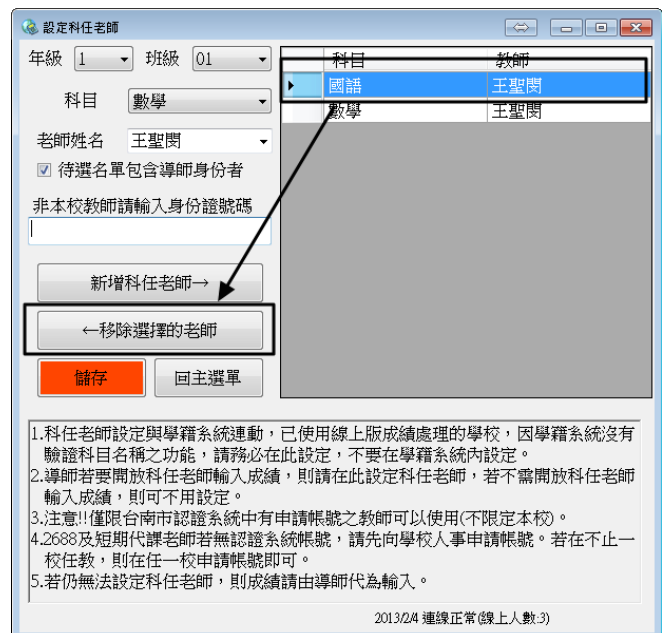 設定科任老師
年級 1 班級 01
科目 數學
老師姓名 王聖閔
待選名單包含導師身份者
非本校教師請輸入身份證號碼
新增科任老師→
←移除選擇的老師
儲存 回主選單
科目 教師
國語 王聖閔
數學 王聖閔
1.科任老師設定與學籍系統連動，已使用線上版成績處理的學校，因學籍系統沒有
驗證科目名稱之功能，請務必在此設定，不要在學籍系統內設定。
2.導師若要開放科任老師輸入成績，則請在此設定科任老師，若不需開放科任老師
輸入成績，則可不用設定。
3.注意!!僅限台南市認證系統中有申請帳號之教師可以使用(不限定本校)。
4.2688及短期代課老師若無認證系統帳號，請先向學校人事申請帳號。若在不止一
校任教，則在任一校申請帳號即可。
5.若仍無法設定科任老師，則成績請由導師代為輸入。
2013/2/4 連線正常(線上人數:3)